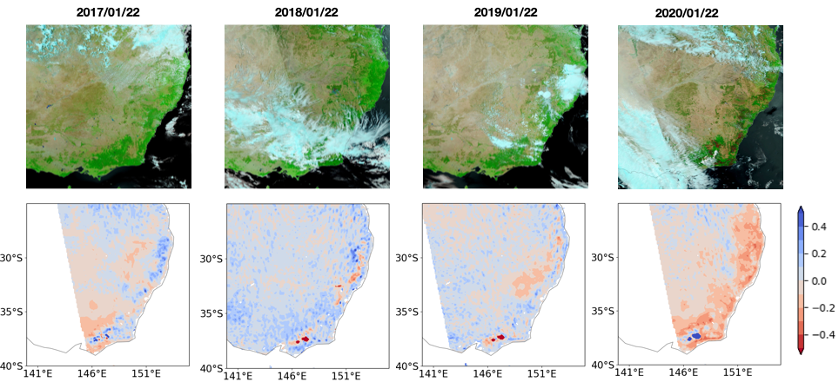 2017/01/22 2018/01/22 2019/01/22 2020/01/22
30°S 30°S 30°S 30°S
35°S 35°S 35°S 35°S
40°S 40°S 40°S 40°S
141°E 146°E 151°E 141°E 146°E 151°E 141°E 146°E 151°E 141°E 146°E 151°E
0.4
0.2
0.0
−0.2
−0.4